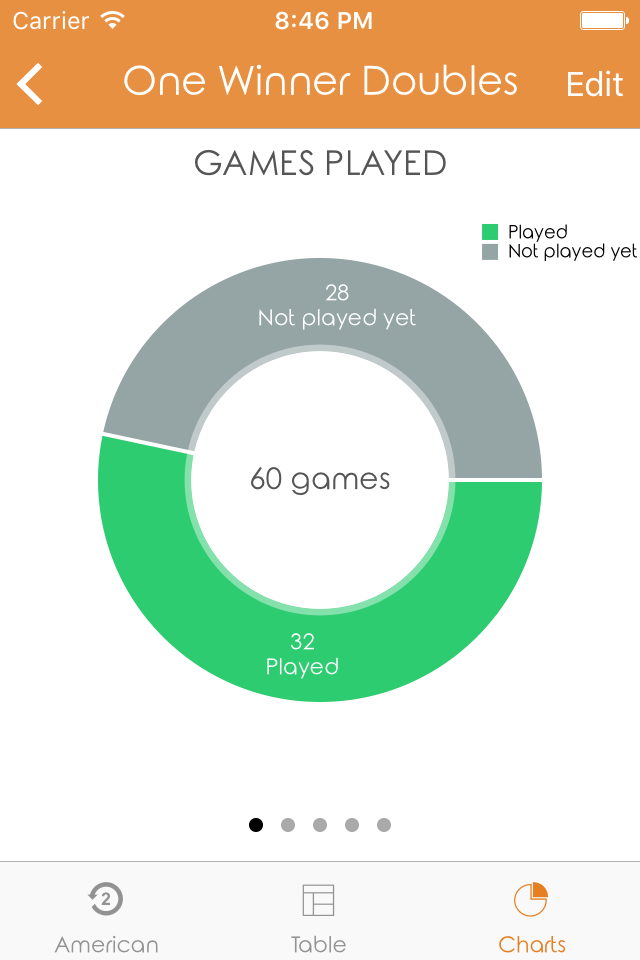 Carrier 8:46 PM
One Winner Doubles Edit
GAMES PLAYED
Played
Not played yet
28
Not played yet
60 games
32
Played
2
American Table Charts